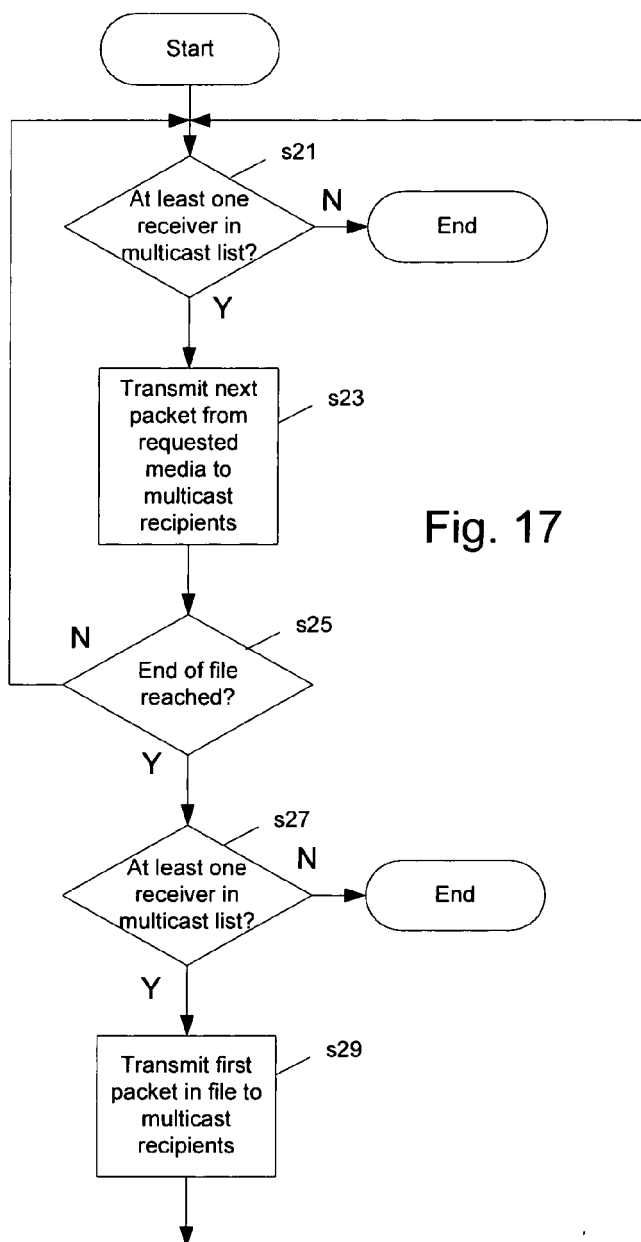 Start
s21
At least one
receiver in
multicast list?
N
End
Y
Transmit next
packet from
requested
media to
multicast
recipients
s23
Fig. 17
N
s25
End of file
reached?
Y
s27
At least one
receiver in
multicast list?
N
End
Y
Transmit first
packet in file to
multicast
recipients
s29